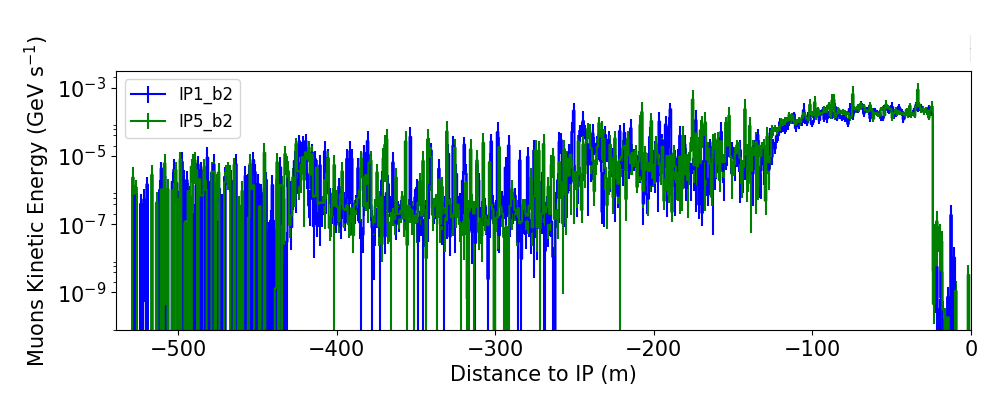 Muons Kinetic Energy (GeV s⁻¹)
10⁻³
10⁻⁵
10⁻⁷
10⁻⁹
IP1_b2
IP5_b2
−500
−400
−300
−200
−100
0
Distance to IP (m)